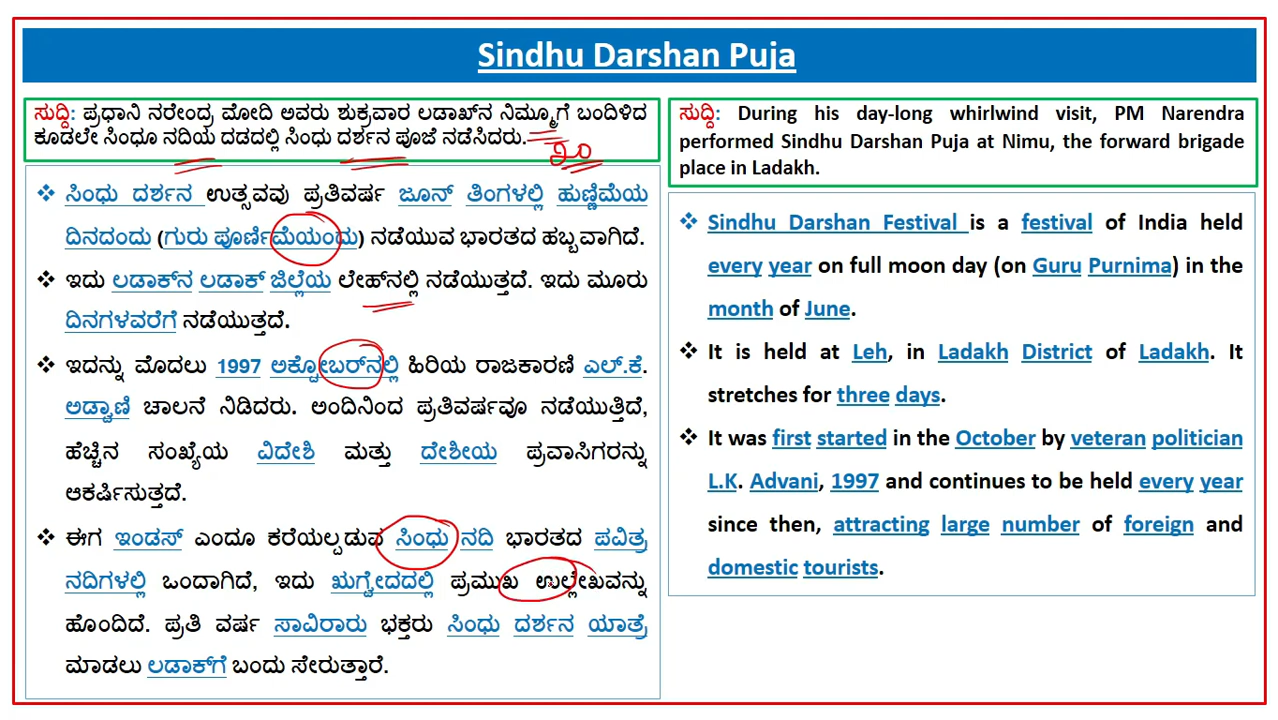 Sindhu Darshan Puja
ಸುದ್ದಿ: ಪ್ರಧಾನಿ ನರೇಂದ್ರ ಮೋದಿ ಅವರು ಶುಕ್ರವಾರ ಲಡಾಖ್‌ನ ನಿಮ್ಮೂಗೆ ಬಂದಿಳಿದ
ಕೂಡಲೇ ಸಿಂಧೂ ನದಿಯ ದಡದಲ್ಲಿ ಸಿಂಧು ದರ್ಶನ ಪೂಜೆ ನಡೆಸಿದರು.
❖ ಸಿಂಧು ದರ್ಶನ ಉತ್ಸವವು ಪ್ರತಿವರ್ಷ ಜೂನ್ ತಿಂಗಳಲ್ಲಿ ಹುಣ್ಣಿಮೆಯ
ದಿನದಂದು (ಗುರು ಪೂರ್ಣಿಮೆಯಂದು) ನಡೆಯುವ ಭಾರತದ ಹಬ್ಬವಾಗಿದೆ.
❖ ಇದು ಲಡಾಕ್‌ನ ಲಡಾಕ್ ಜಿಲ್ಲೆಯ ಲೇಹ್‌ನಲ್ಲಿ ನಡೆಯುತ್ತದೆ. ಇದು ಮೂರು
ದಿನಗಳವರೆಗೆ ನಡೆಯುತ್ತದೆ.
❖ ಇದನ್ನು ಮೊದಲು 1997 ಅಕ್ಟೋಬರ್‌ನಲ್ಲಿ ಹಿರಿಯ ರಾಜಕಾರಣಿ ಎಲ್.ಕೆ.
ಅಡ್ವಾಣಿ ಚಾಲನೆ ನಿಡಿದರು. ಅಂದಿನಿಂದ ಪ್ರತಿವರ್ಷವೂ ನಡೆಯುತ್ತಿದೆ,
ಹೆಚ್ಚಿನ ಸಂಖ್ಯೆಯ ವಿದೇಶಿ ಮತ್ತು ದೇಶೀಯ ಪ್ರವಾಸಿಗರನ್ನು
ಆಕರ್ಷಿಸುತ್ತದೆ.
❖ ಈಗ ಇಂಡಸ್ ಎಂದೂ ಕರೆಯಲ್ಪಡುವ ಸಿಂಧು ನದಿ ಭಾರತದ ಪವಿತ್ರ
ನದಿಗಳಲ್ಲಿ ಒಂದಾಗಿದೆ, ಇದು ಋಗ್ವೇದದಲ್ಲಿ ಪ್ರಮುಖ ಉಲ್ಲೇಖವನ್ನು
ಹೊಂದಿದೆ. ಪ್ರತಿ ವರ್ಷ ಸಾವಿರಾರು ಭಕ್ತರು ಸಿಂಧು ದರ್ಶನ ಯಾತ್ರೆ
ಮಾಡಲು ಲಡಾಕ್‌ಗೆ ಬಂದು ಸೇರುತ್ತಾರೆ.
ಸುದ್ದಿ: During his day-long whirlwind visit, PM Narendra
performed Sindhu Darshan Puja at Nimu, the forward brigade
place in Ladakh.
❖ Sindhu Darshan Festival is a festival of India held
every year on full moon day (on Guru Purnima) in the
month of June.
❖ It is held at Leh, in Ladakh District of Ladakh. It
stretches for three days.
❖ It was first started in the October by veteran politician
L.K. Advani, 1997 and continues to be held every year
since then, attracting large number of foreign and
domestic tourists.